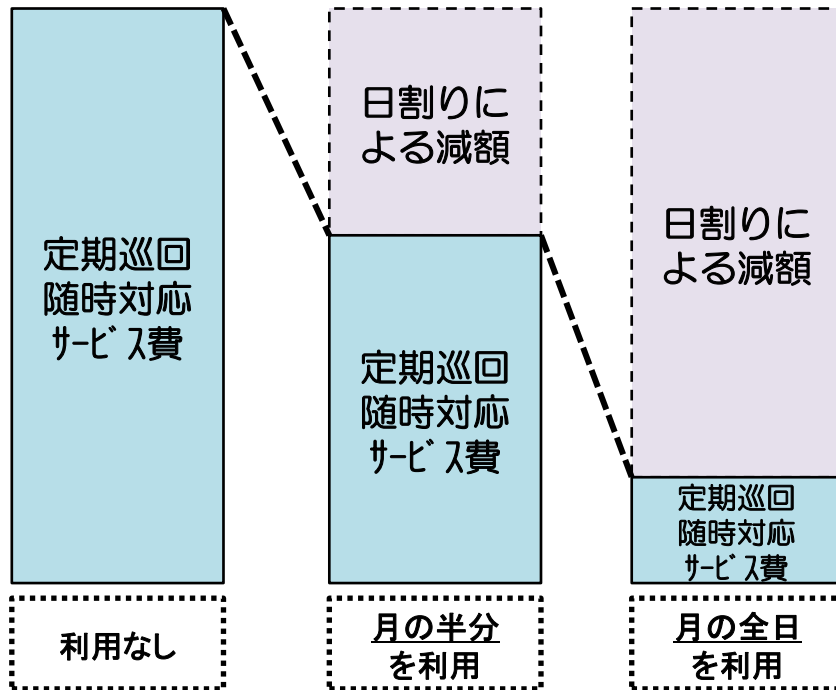 定期巡回
随時対応
サービス費
利用なし
日割りに
よる減額
定期巡回
随時対応
サービス費
月の半分
を利用
日割りに
よる減額
定期巡回
随時対応
サービス費
月の全日
を利用